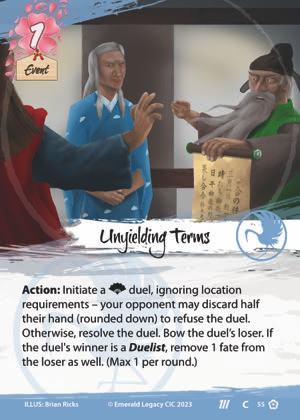 1
Event
Unyielding Terms
Action: Initiate a duel, ignoring location
requirements – your opponent may discard half
their hand (rounded down) to refuse the duel.
Otherwise, resolve the duel. Bow the duel's loser. If
the duel's winner is a Duelist, remove 1 fate from
the loser as well. (Max 1 per round.)
ILLUS: Brian Ricks © Emerald Legacy CIC 2023 C 55